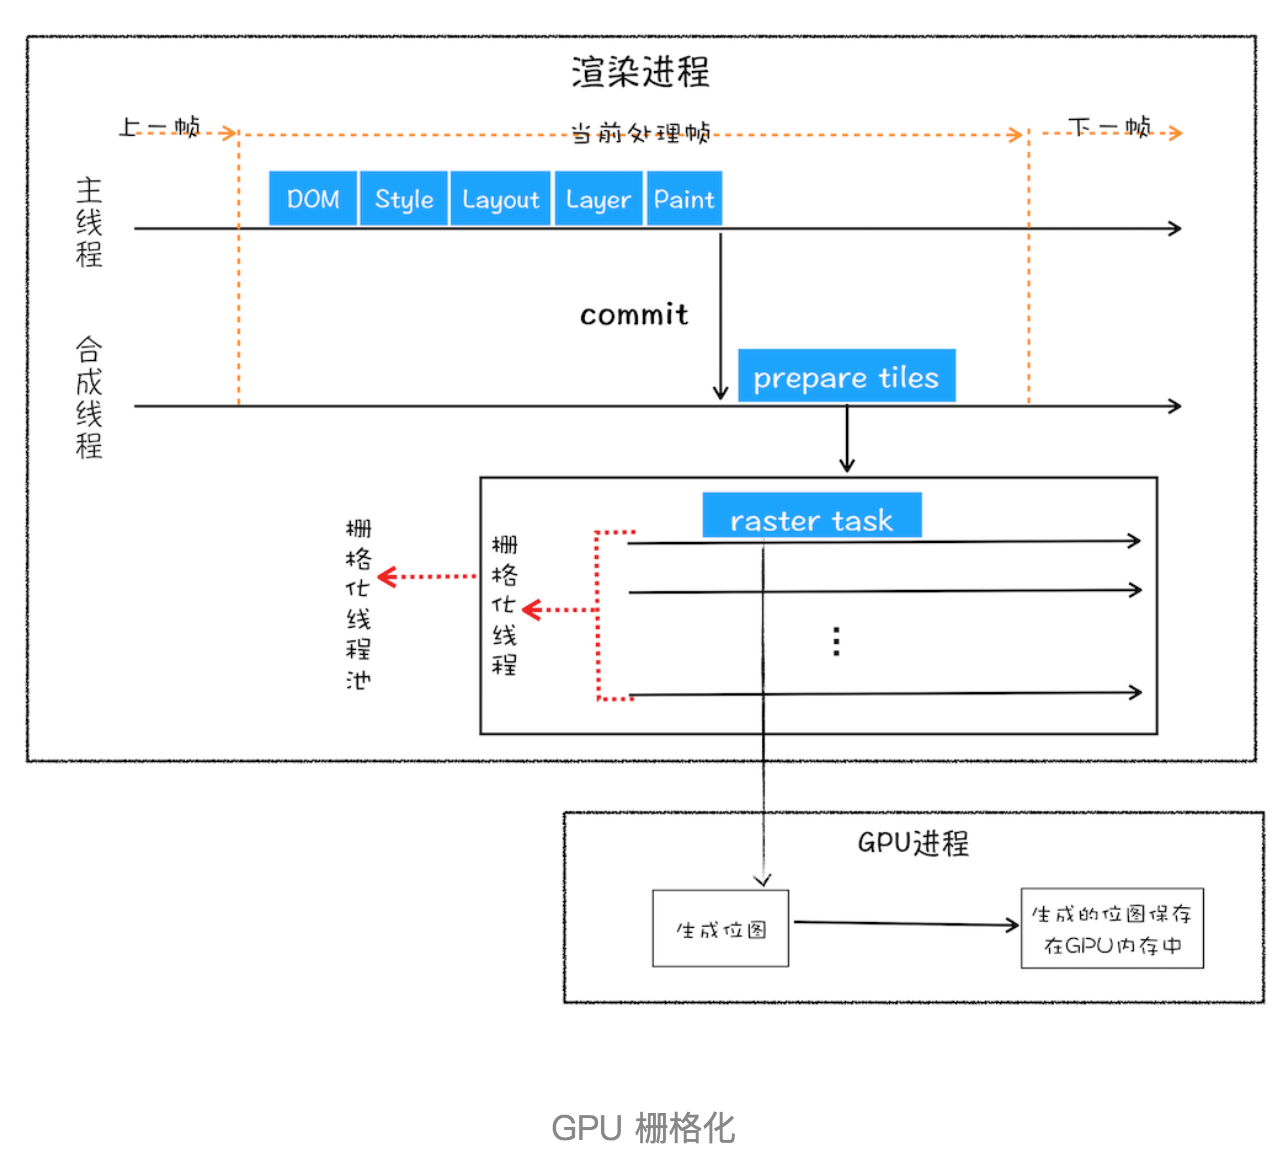 渲染进程
上一帧
当前处理帧
下一帧
主线程
DOM
Style
Layout
Layer
Paint
commit
合成线程
prepare tiles
栅格化线程池
栅格化线程
raster task
GPU进程
生成位图
生成的位图保存
在GPU内存中
GPU 栅格化